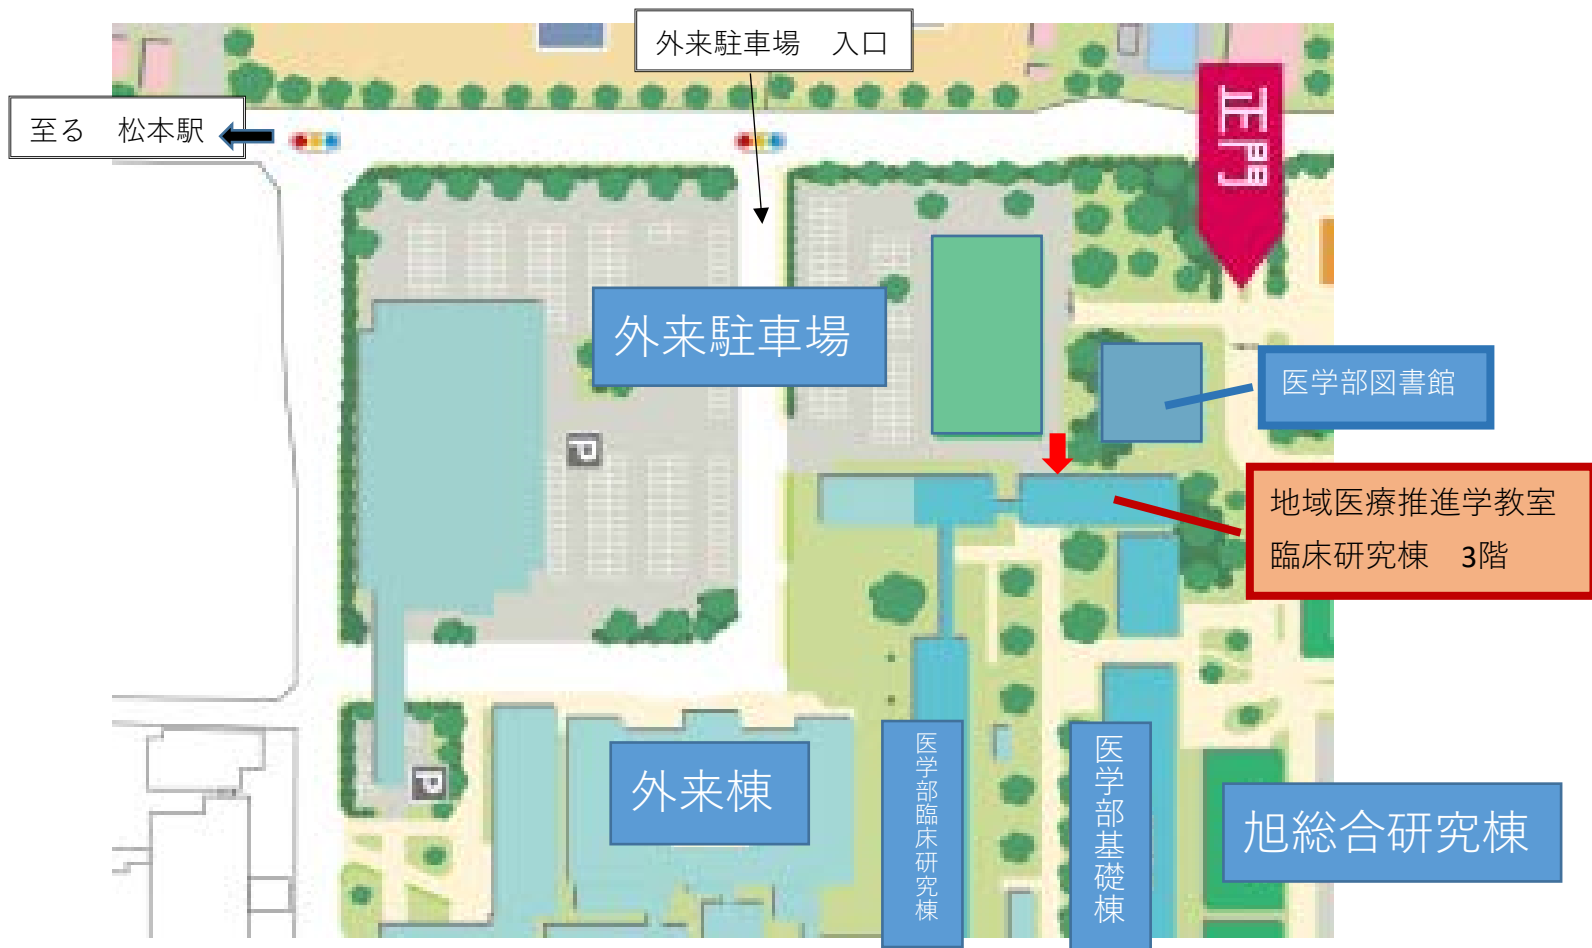 外来駐車場　入口
至る　松本駅
正門
外来駐車場
医学部図書館
P
地域医療推進学教室
臨床研究棟　3階
P
外来棟
医学部臨床研究棟
医学部基礎棟
旭総合研究棟